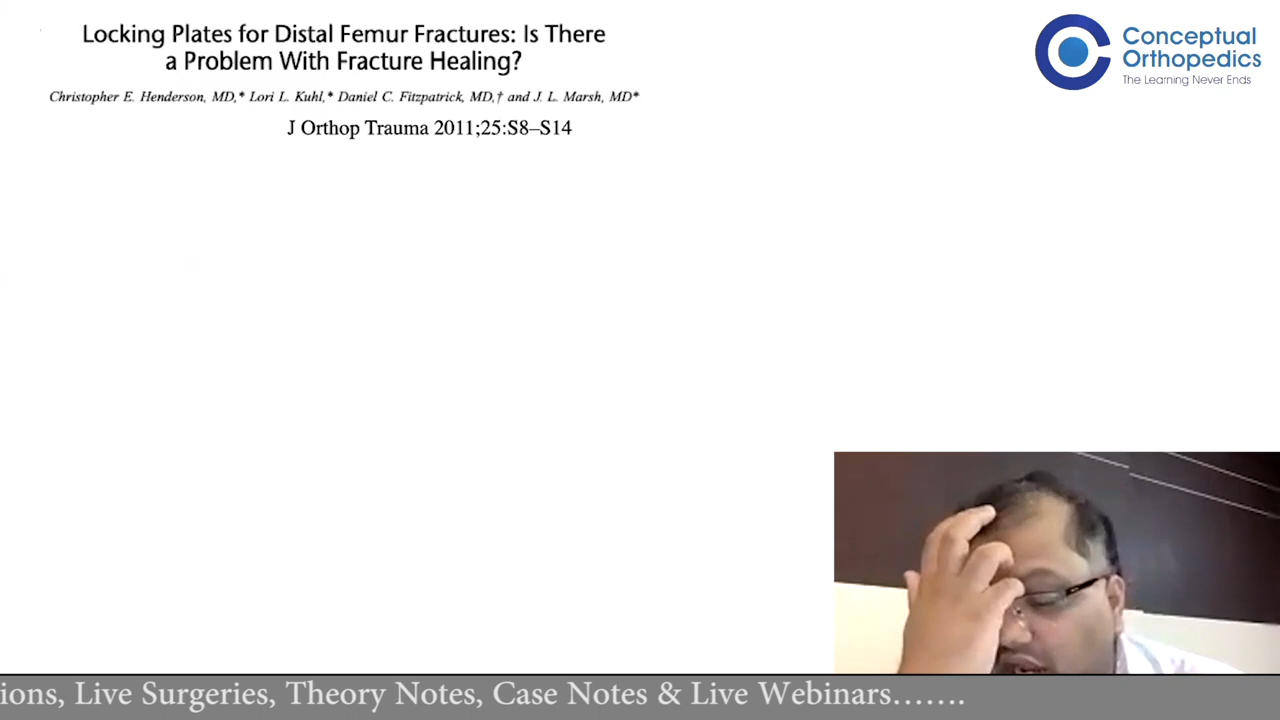 Locking Plates for Distal Femur Fractures: Is There
a Problem With Fracture Healing?
Christopher E. Henderson, MD,* Lori L. Kuhl,* Daniel C. Fitzpatrick, MD,† and J. L. Marsh, MD*
J Orthop Trauma 2011;25:S8–S14
Conceptual
Orthopedics
The Learning Never Ends
ions, Live Surgeries, Theory Notes, Case Notes & Live Webinars.......